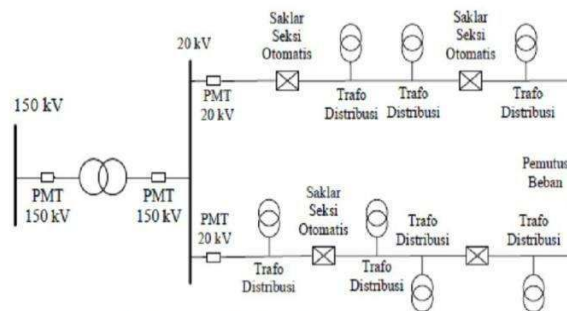 150 kV
PMT
150 kV
PMT
150 kV
20 kV
PMT
20 kV
Saklar
Seksi
Otomatis
Trafo
Distribusi
Trafo
Distribusi
Saklar
Seksi
Otomatis
Trafo
Distribusi
Pemutus
Beban
PMT
20 kV
Trafo
Distribusi
Saklar
Seksi
Otomatis
Trafo
Distribusi
Trafo
Distribusi
Trafo
Distribusi